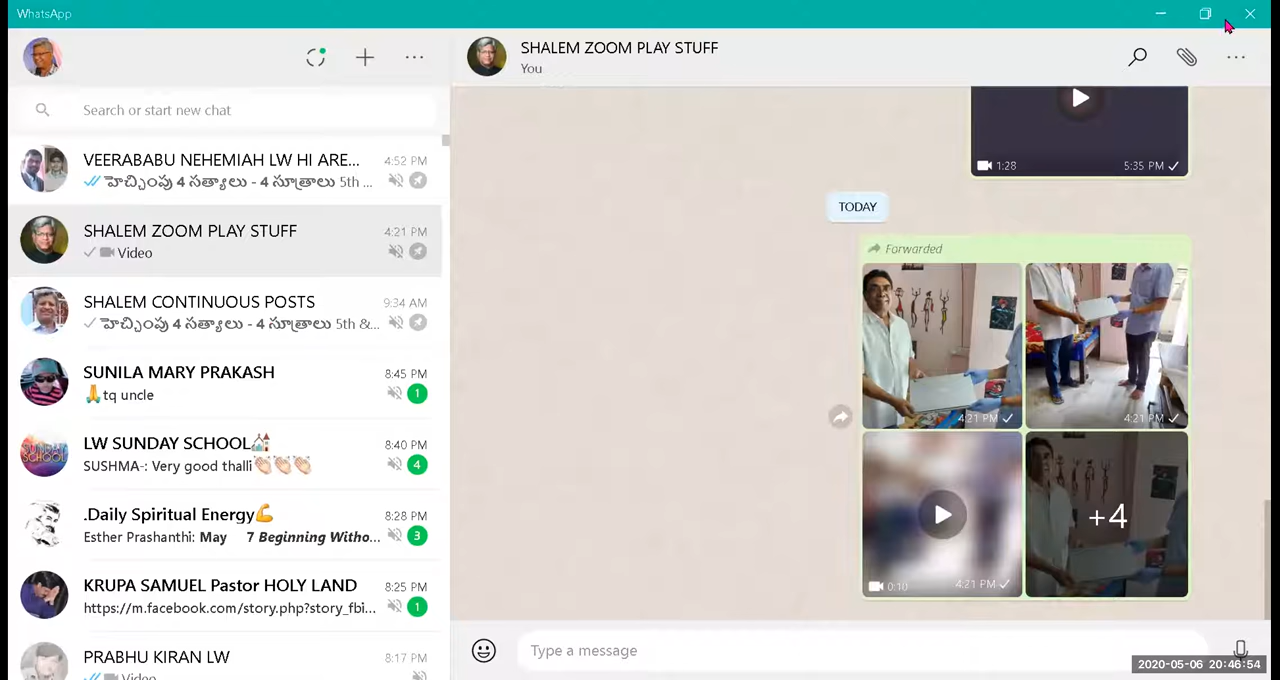 WhatsApp
SHALEM ZOOM PLAY STUFF
You
Search or start new chat
VEERABABU NEHEMIAH LW HI ARE...
4:52 PM
హెచ్చింపు 4 సత్యాలు - 4 సూత్రాలు 5th ...
SHALEM ZOOM PLAY STUFF
4:21 PM
Video
SHALEM CONTINUOUS POSTS
9:34 AM
హెచ్చింపు 4 సత్యాలు - 4 సూత్రాలు 5th &...
SUNILA MARY PRAKASH
8:45 PM
🙏tq uncle
1
LW SUNDAY SCHOOL
8:40 PM
SUSHMA-: Very good thalli👏🏻👏🏻👏🏻
4
SUNDAY
SCHOOL
.Daily Spiritual Energy💪
8:28 PM
Esther Prashanthi: May 7 Beginning Witho...
3
KRUPA SAMUEL Pastor HOLY LAND
8:25 PM
https://m.facebook.com/story.php?story_fbi...
1
PRABHU KIRAN LW
8:17 PM
Video
1:28
5:35 PM
TODAY
Forwarded
4:21 PM
4:21 PM
0:10
4:21 PM
+4
Type a message
2020-05-06 20:46:54